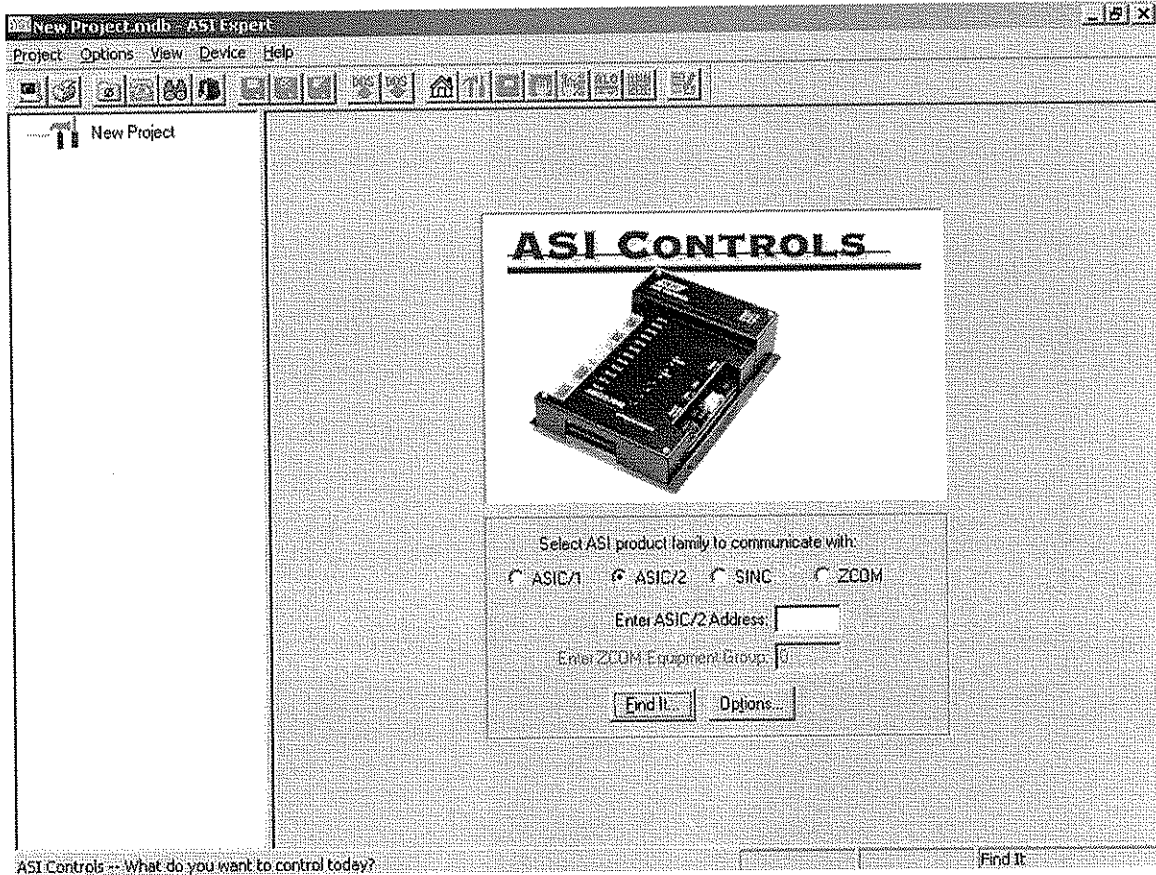 New Project.mdb - ASI Expert
Project Options View Device Help
New Project
ASI CONTROLS
Select ASI product family to communicate with:
ASIC/1 ASIC/2 SINC ZCOM
Enter ASIC/2 Address:
Enter ZCOM Equipment Group: 0
Find It... Options...
ASI Controls -- What do you want to control today?
Find It